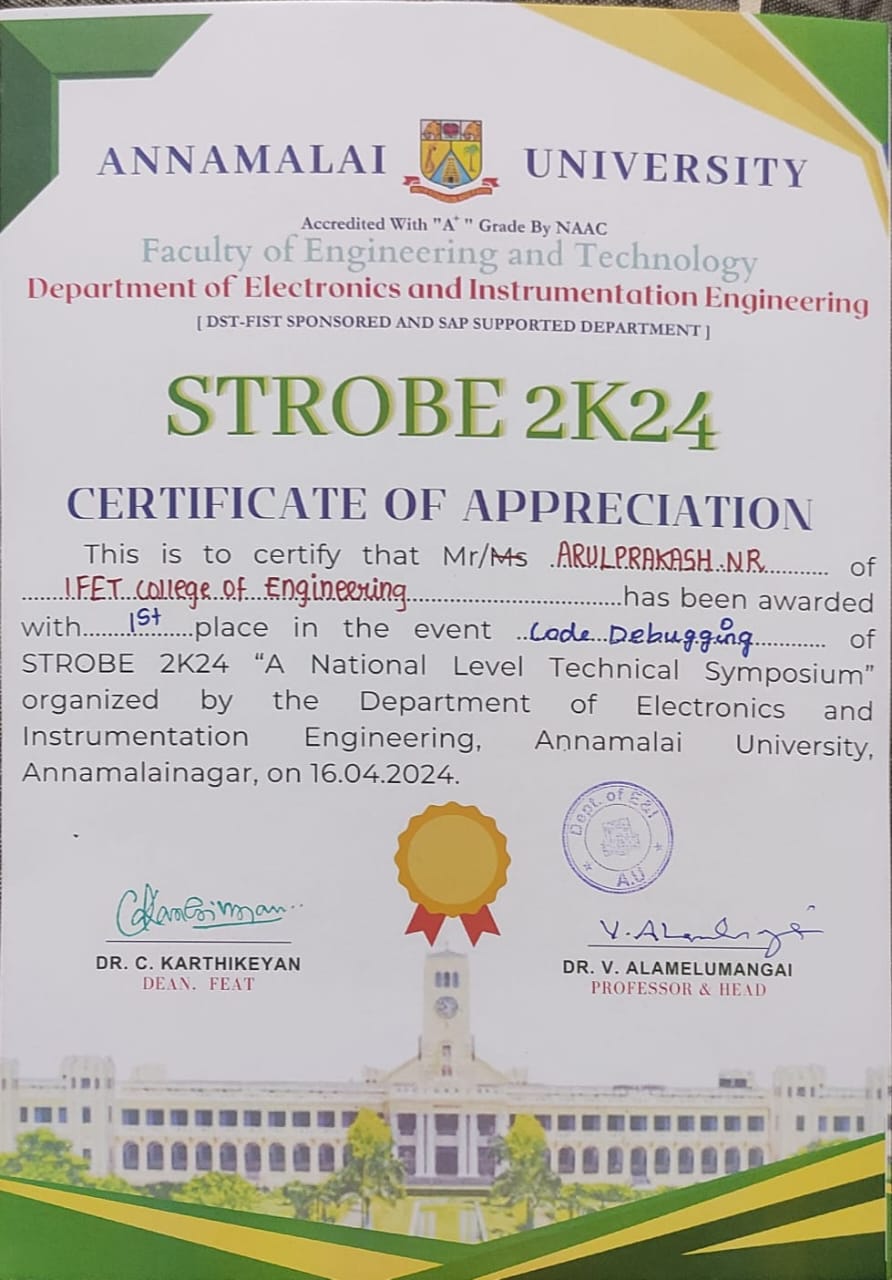 ANNAMALAI UNIVERSITY
Accredited With "A+" Grade By NAAC
Faculty of Engineering and Technology
Department of Electronics and Instrumentation Engineering
[ DST-FIST SPONSORED AND SAP SUPPORTED DEPARTMENT ]
STROBE 2K24
CERTIFICATE OF APPRECIATION
This is to certify that Mr/Ms .ARULPRAKASH.NR............ of
.......IFET College of Engineering...................................has been awarded
with.......1st......place in the event ..Code Debugging............ of
STROBE 2K24 “A National Level Technical Symposium”
organized by the Department of Electronics and
Instrumentation Engineering, Annamalai University,
Annamalainagar, on 16.04.2024.
Dept. of E&I
A.U
V. Alamelumangai
DR. C. KARTHIKEYAN
DEAN. FEAT
DR. V. ALAMELUMANGAI
PROFESSOR & HEAD